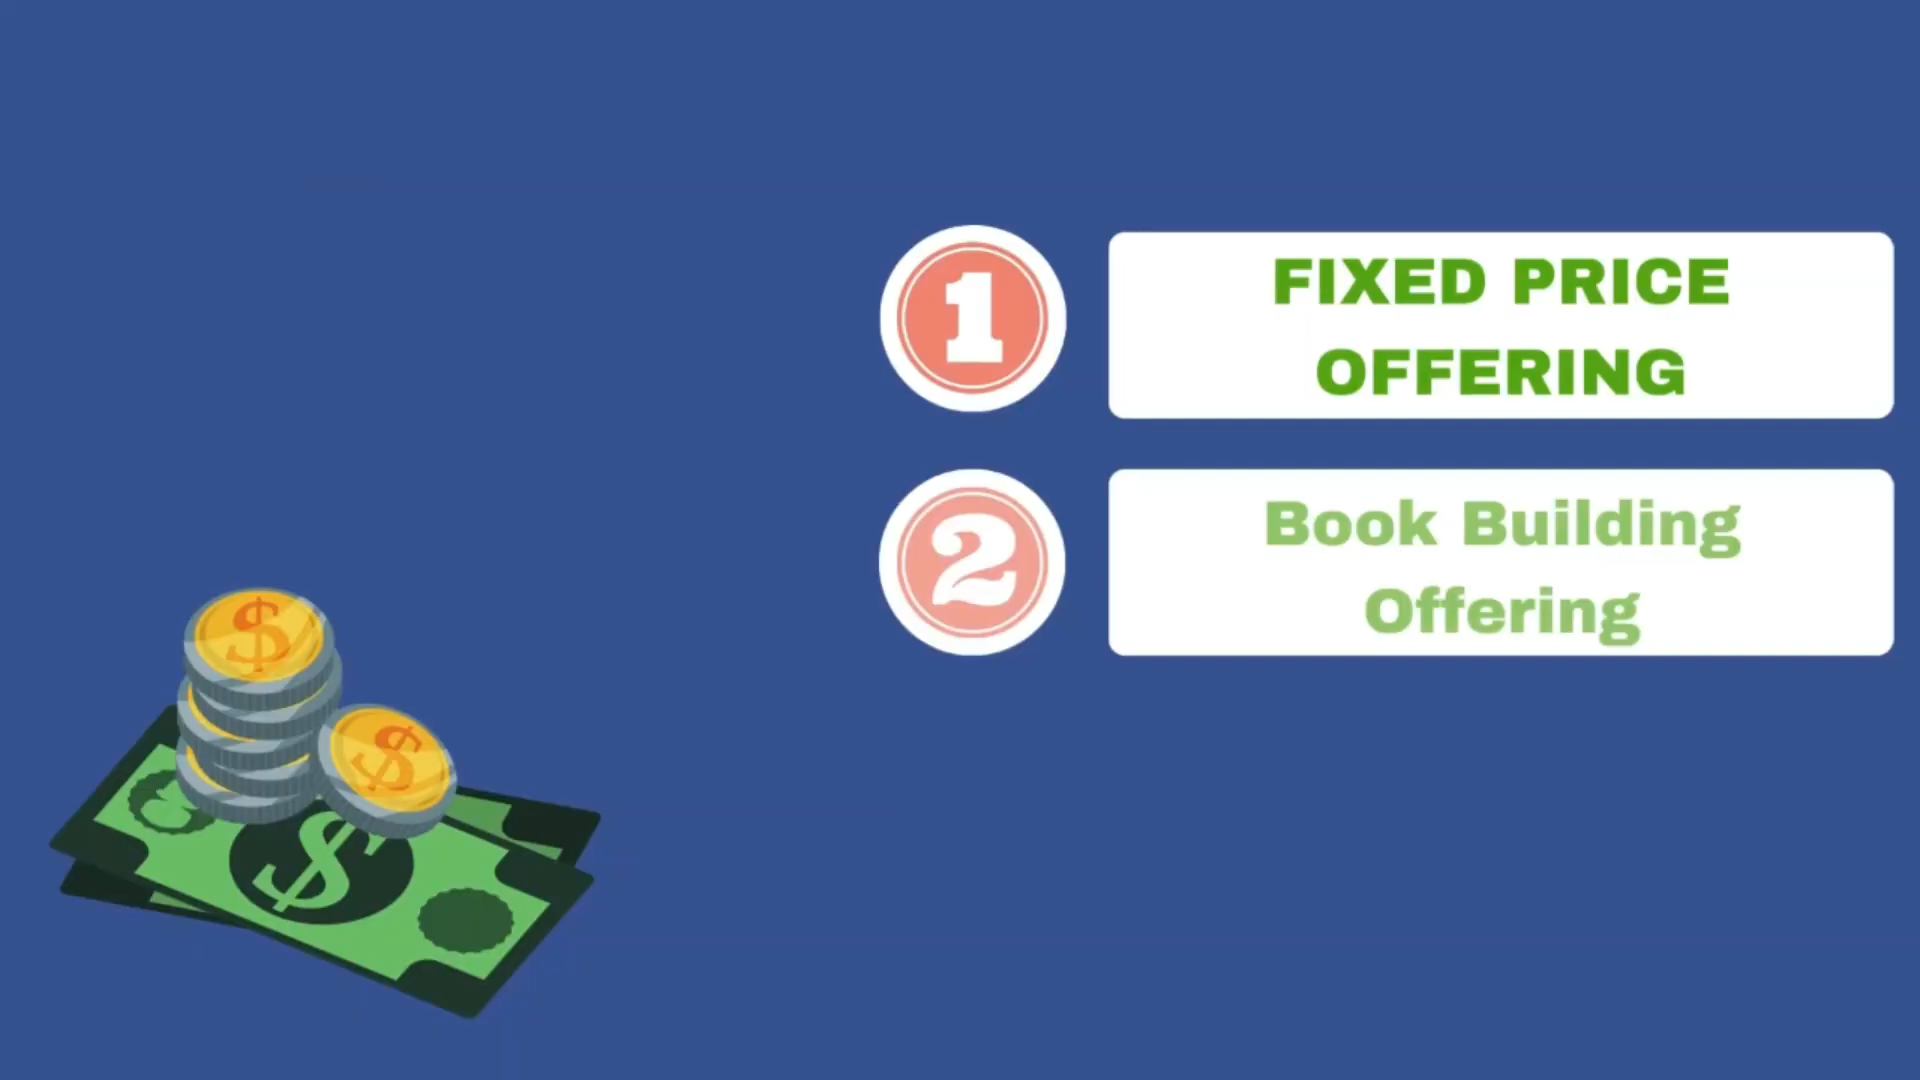 1
FIXED PRICE
OFFERING
2
Book Building
Offering
$
$
$